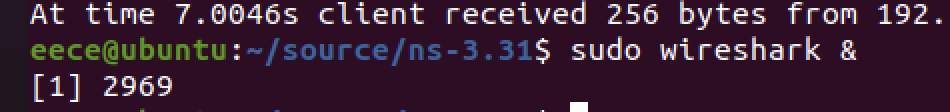 At time 7.0046s client received 256 bytes from 192.
eece@ubuntu:~/source/ns-3.31$ sudo wireshark &
[1] 2969